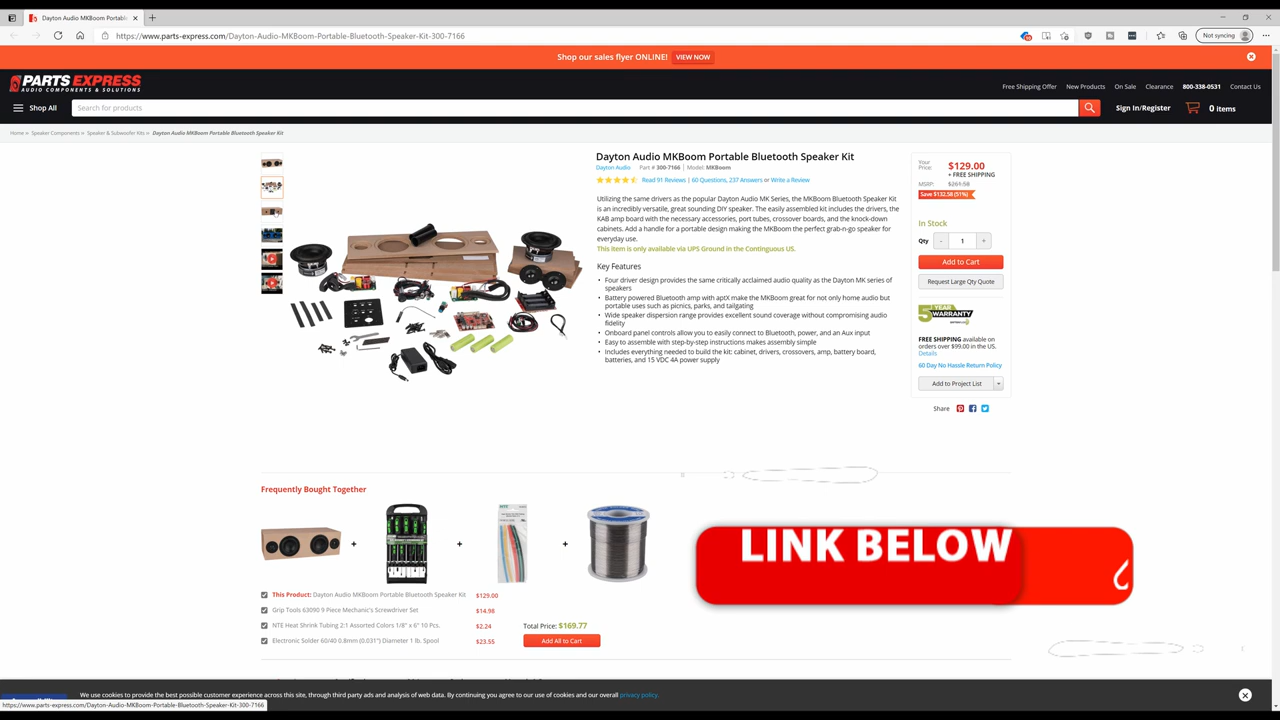 Dayton Audio MKBoom Portabl
https://www.parts-express.com/Dayton-Audio-MKBoom-Portable-Bluetooth-Speaker-Kit-300-7166
Not syncing
Shop our sales flyer ONLINE! VIEW NOW
PARTS EXPRESS
AUDIO COMPONENTS & SOLUTIONS
Free Shipping Offer New Products On Sale Clearance 800-338-0531 Contact Us
Shop All Search for products Sign In/Register 0 items
Home » Speaker Components » Speaker & Subwoofer Kits » Dayton Audio MKBoom Portable Bluetooth Speaker Kit
Dayton Audio MKBoom Portable Bluetooth Speaker Kit
Dayton Audio Part # 300-7166 | Model: MKBoom
Read 91 Reviews | 60 Questions, 237 Answers or Write a Review
Utilizing the same drivers as the popular Dayton Audio MK Series, the MKBoom Bluetooth Speaker Kit
is an incredibly versatile, great sounding DIY speaker. The easily assembled kit includes the drivers, the
KAB amp board with the necessary accessories, port tubes, crossover boards, and the knock-down
cabinets. Add a handle for a portable design making the MKBoom the perfect grab-n-go speaker for
everyday use.
This item is only available via UPS Ground in the Contiguous US.
Key Features
• Four driver design provides the same critically acclaimed audio quality as the Dayton MK series of
speakers
• Battery powered Bluetooth amp with aptX make the MKBoom great for not only home audio but
portable uses such as picnics, parks, and tailgating
• Wide speaker dispersion range provides excellent sound coverage without compromising audio
fidelity
• Onboard panel controls allow you to easily connect to Bluetooth, power, and an Aux input
• Easy to assemble with step-by-step instructions makes assembly simple
• Includes everything needed to build the kit: cabinet, drivers, crossovers, amp, battery board,
batteries, and 15 VDC 4A power supply
Your
Price: $129.00
+ FREE SHIPPING
MSRP: $261.58
Save $132.58 (51%)
In Stock
Qty - 1 +
Add to Cart
Request Large Qty Quote
5 YEAR
WARRANTY
FREE SHIPPING available on
orders over $99.00 in the US.
Details
60 Day No Hassle Return Policy
Add to Project List
Share
Frequently Bought Together
+ + +
This Product: Dayton Audio MKBoom Portable Bluetooth Speaker Kit $129.00
Grip Tools 63090 9 Piece Mechanic's Screwdriver Set $14.98
NTE Heat Shrink Tubing 2:1 Assorted Colors 1/8" x 6" 10 Pcs. $2.24
Electronic Solder 60/40 0.8mm (0.031") Diameter 1 lb. Spool $23.55
Total Price: $169.77
Add All to Cart
LINK BELOW
We use cookies to provide the best possible customer experience across this site, through third party ads and analysis of web data. By continuing you agree to our use of cookies and our overall privacy policy.
https://www.parts-express.com/Dayton-Audio-MKBoom-Portable-Bluetooth-Speaker-Kit-300-7166